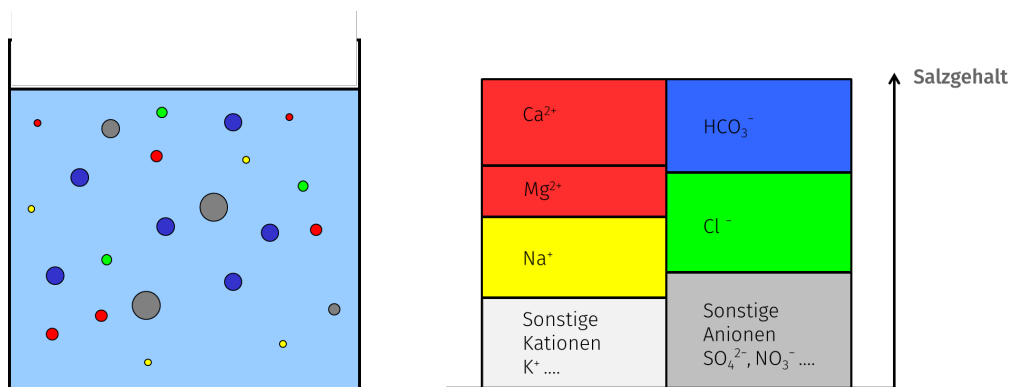 Salzgehalt
Ca²⁺
HCO₃⁻
Mg²⁺
Cl ⁻
Na⁺
Sonstige
Kationen
K⁺ ....
Sonstige
Anionen
SO₄²⁻, NO₃⁻ ....